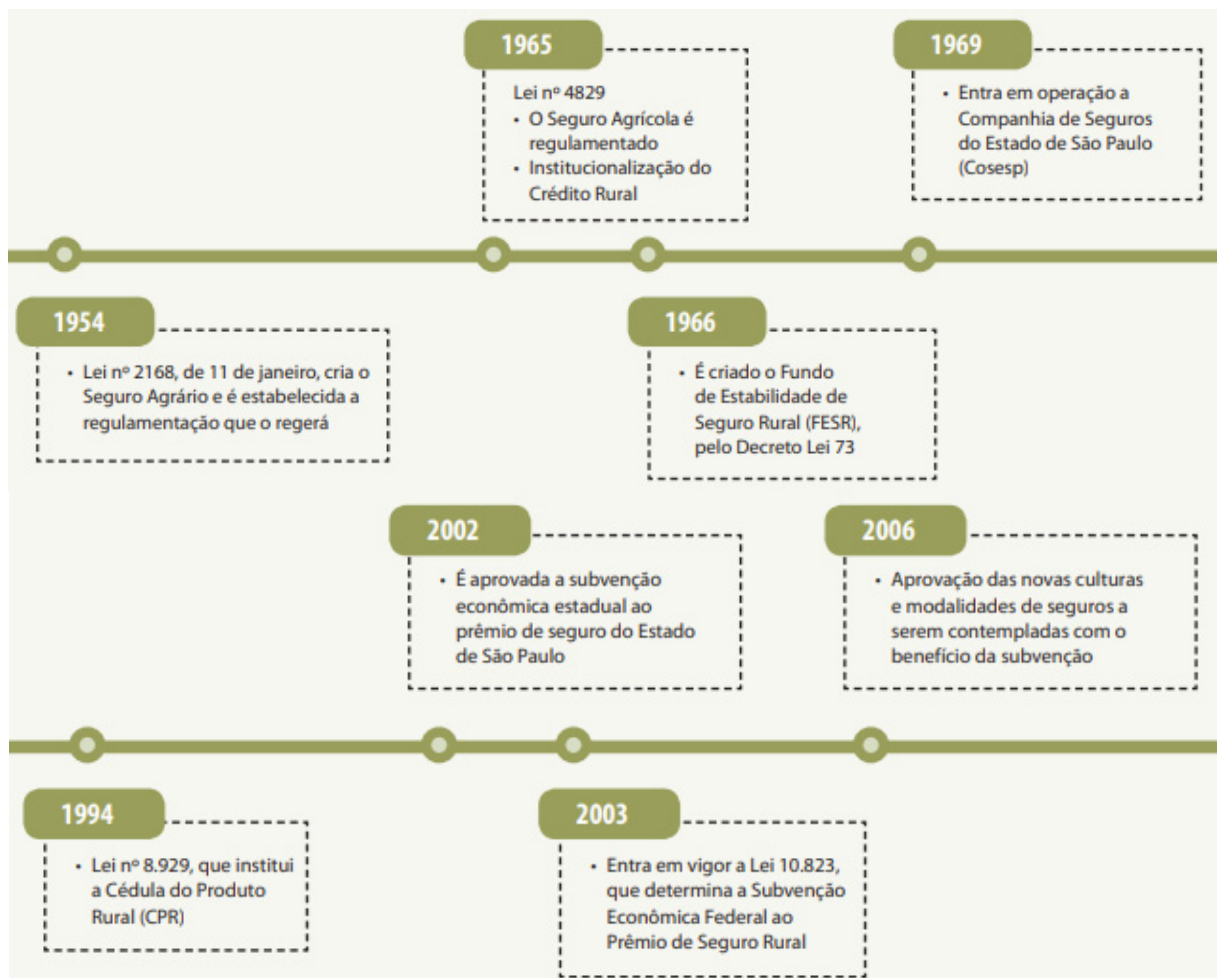 1965
Lei nº 4829
• O Seguro Agrícola é
regulamentado
• Institucionalização do
Crédito Rural
1969
• Entra em operação a
Companhia de Seguros
do Estado de São Paulo
(Cosesp)
1954
• Lei nº 2168, de 11 de janeiro, cria o
Seguro Agrário e é estabelecida a
regulamentação que o regerá
1966
• É criado o Fundo
de Estabilidade de
Seguro Rural (FESR),
pelo Decreto Lei 73
2002
• É aprovada a subvenção
econômica estadual ao
prêmio de seguro do Estado
de São Paulo
2006
• Aprovação das novas culturas
e modalidades de seguros a
serem contempladas com o
benefício da subvenção
1994
• Lei nº 8.929, que institui
a Cédula do Produto
Rural (CPR)
2003
• Entra em vigor a Lei 10.823,
que determina a Subvenção
Econômica Federal ao
Prêmio de Seguro Rural